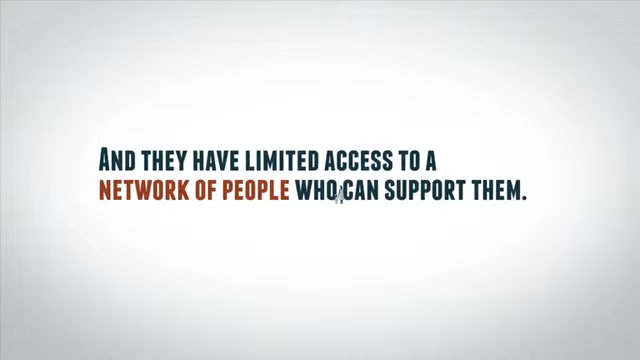 And they have limited access to a
network of people who can support them.